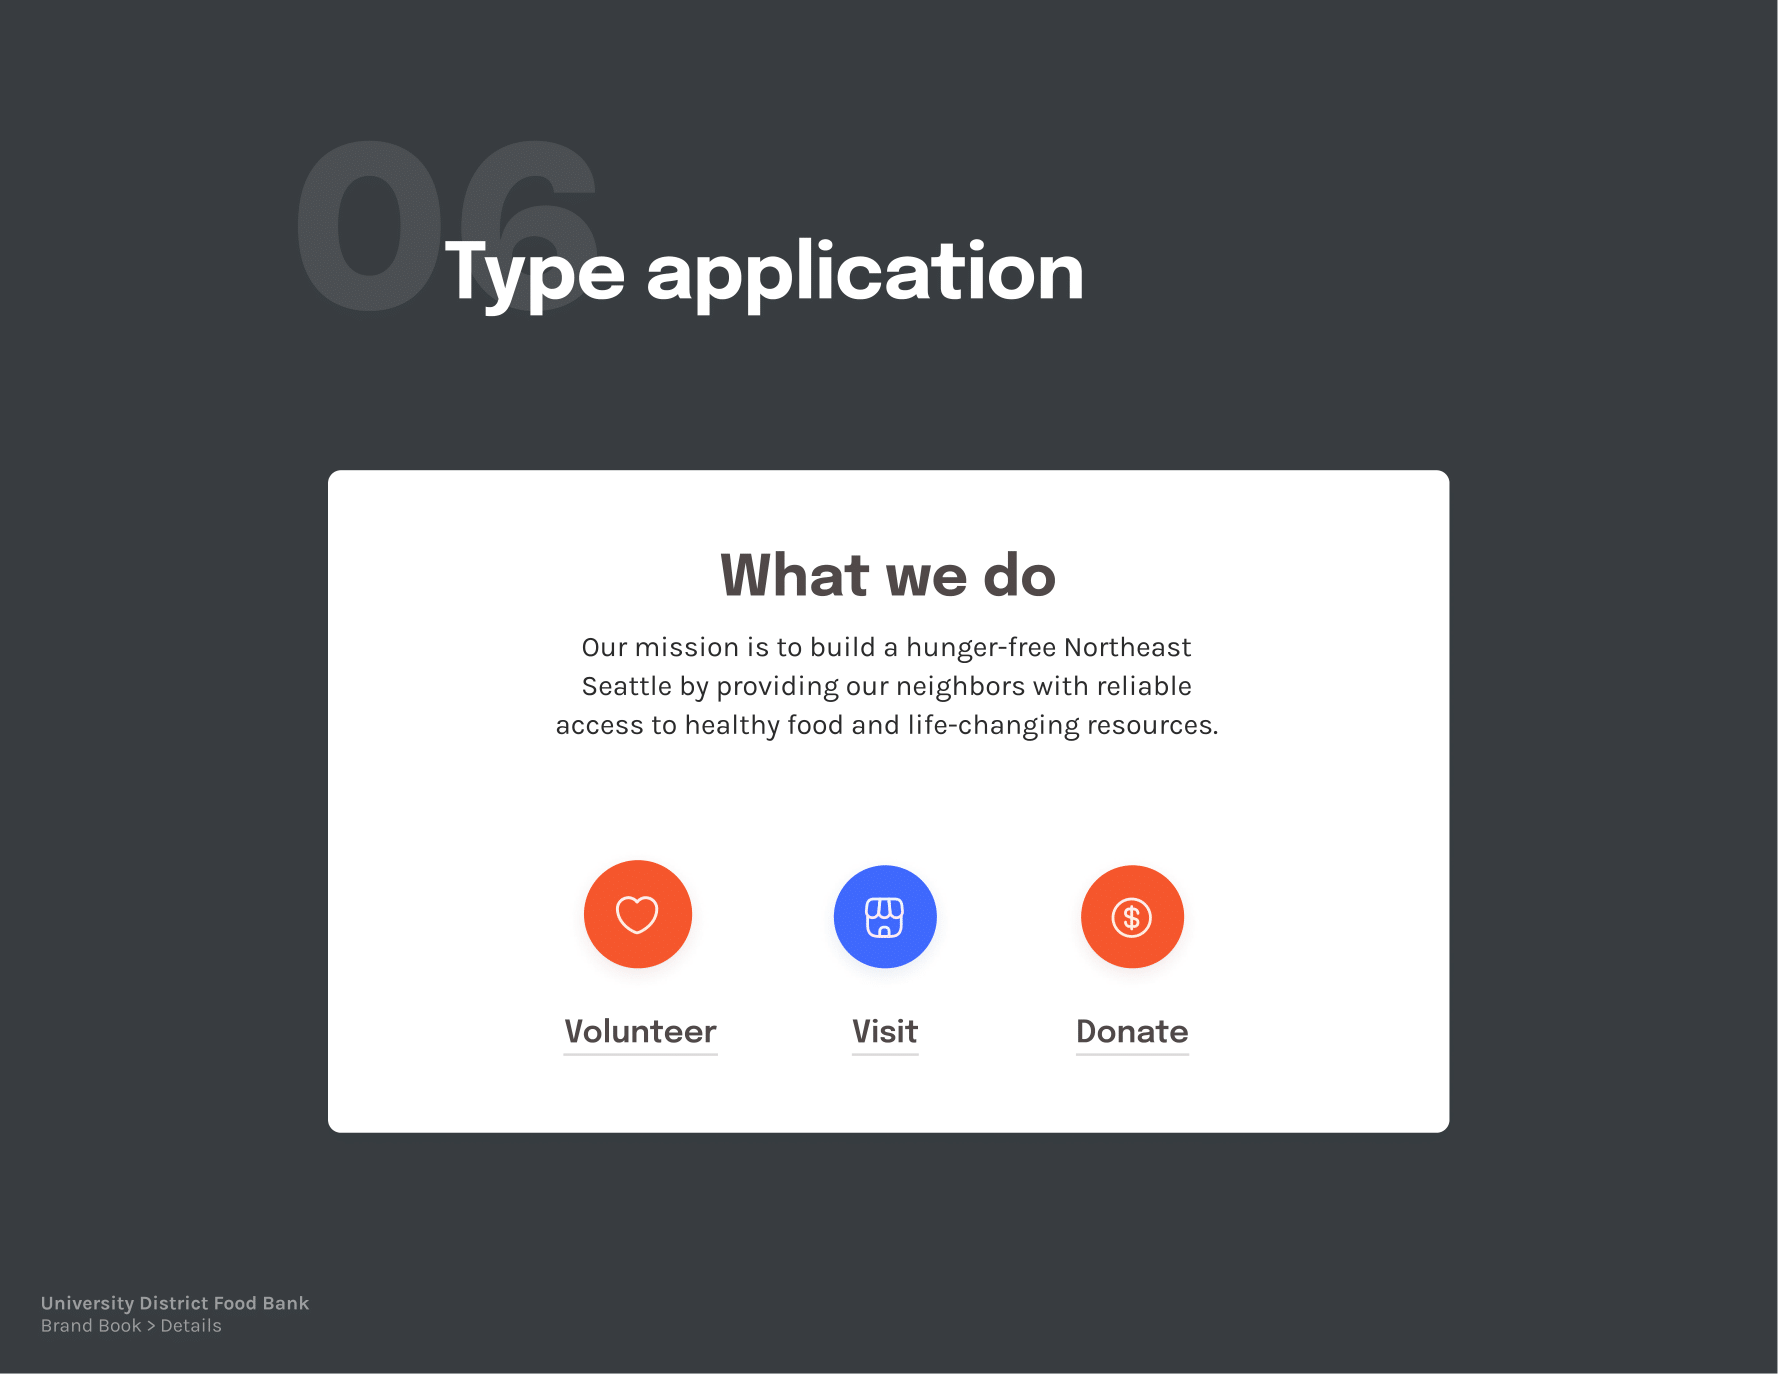 06
Type application
What we do
Our mission is to build a hunger-free Northeast
Seattle by providing our neighbors with reliable
access to healthy food and life-changing resources.
$
Volunteer
Visit
Donate
University District Food Bank
Brand Book > Details